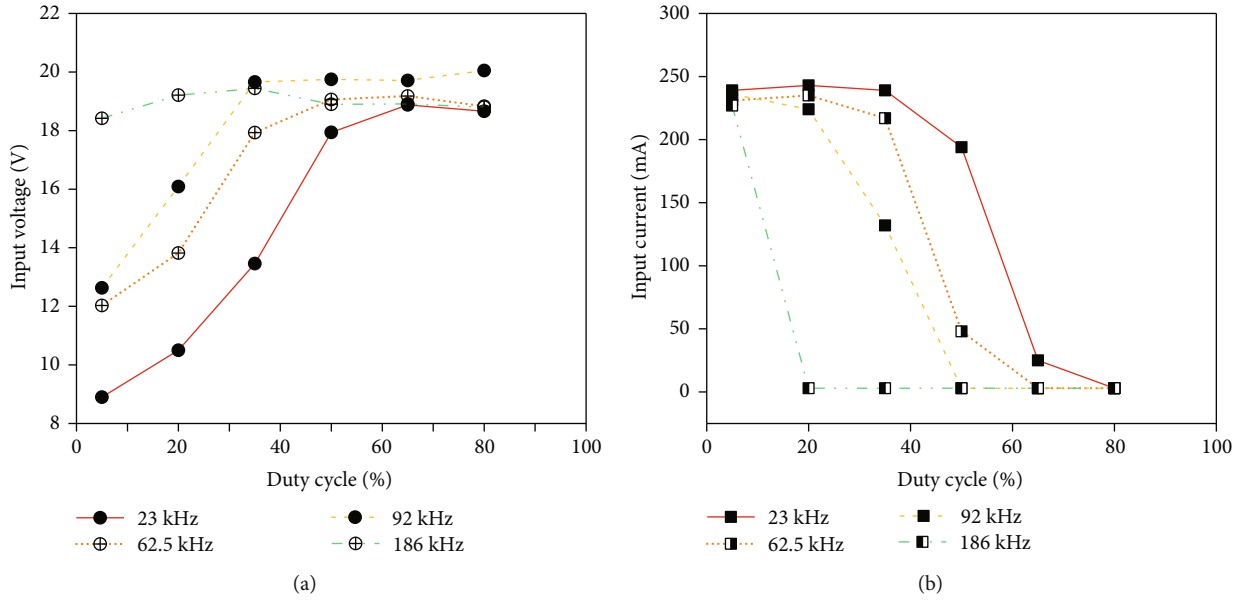 22
20
18
16
14
12
10
8
Input voltage (V)
0
20
40
60
80
100
Duty cycle (%)
23 kHz
92 kHz
62.5 kHz
186 kHz
(a)
300
250
200
150
100
50
0
Input current (mA)
0
20
40
60
80
100
Duty cycle (%)
23 kHz
92 kHz
62.5 kHz
186 kHz
(b)